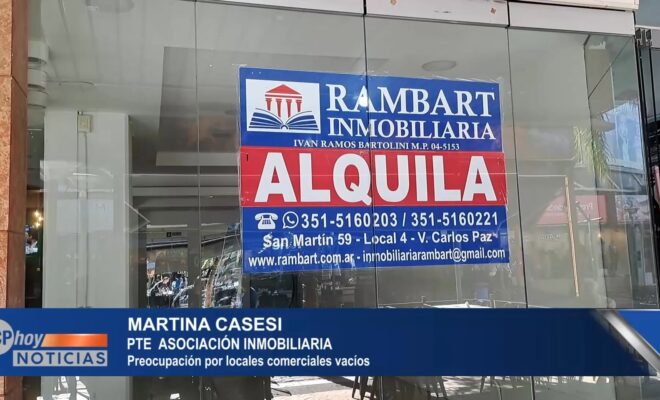 RAMBART
INMOBILIARIA
IVAN RAMOS BARTOLINI M.P. 04-5153
ALQUILA
351-5160203 / 351-5160221
San Martín 59 - Local 4 - V. Carlos Paz
www.rambart.com.ar - inmobiliariarambart@gmail.com
CPhoy
NOTICIAS
MARTINA CASESI
PTE ASOCIACIÓN INMOBILIARIA
Preocupación por locales comerciales vacíos